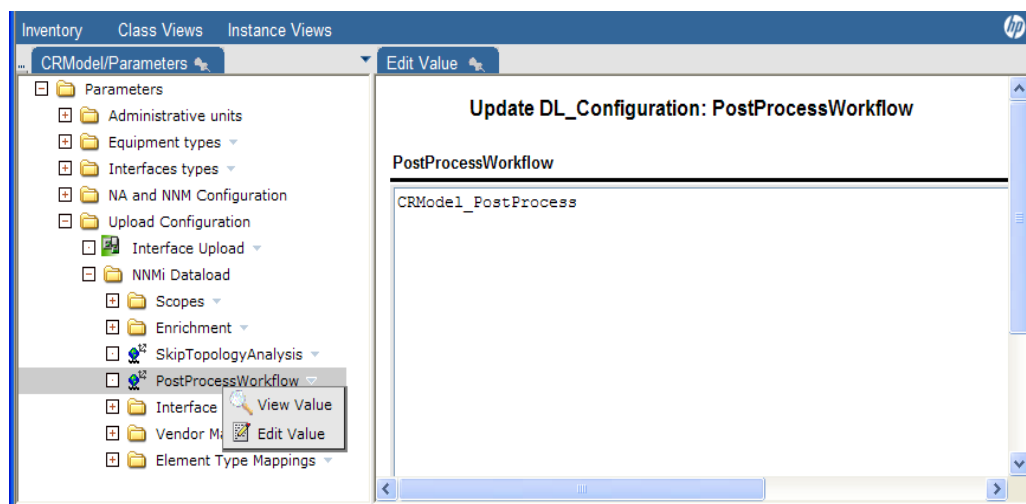 Inventory Class Views Instance Views
hp
... CRModel/Parameters
Edit Value
Parameters
Administrative units
Equipment types
Interfaces types
NA and NNM Configuration
Upload Configuration
Interface Upload
NNMi Dataload
Scopes
Enrichment
SkipTopologyAnalysis
PostProcessWorkflow
Interface
Vendor Ma
Element Type Mappings
View Value
Edit Value
Update DL_Configuration: PostProcessWorkflow
PostProcessWorkflow
CRModel_PostProcess